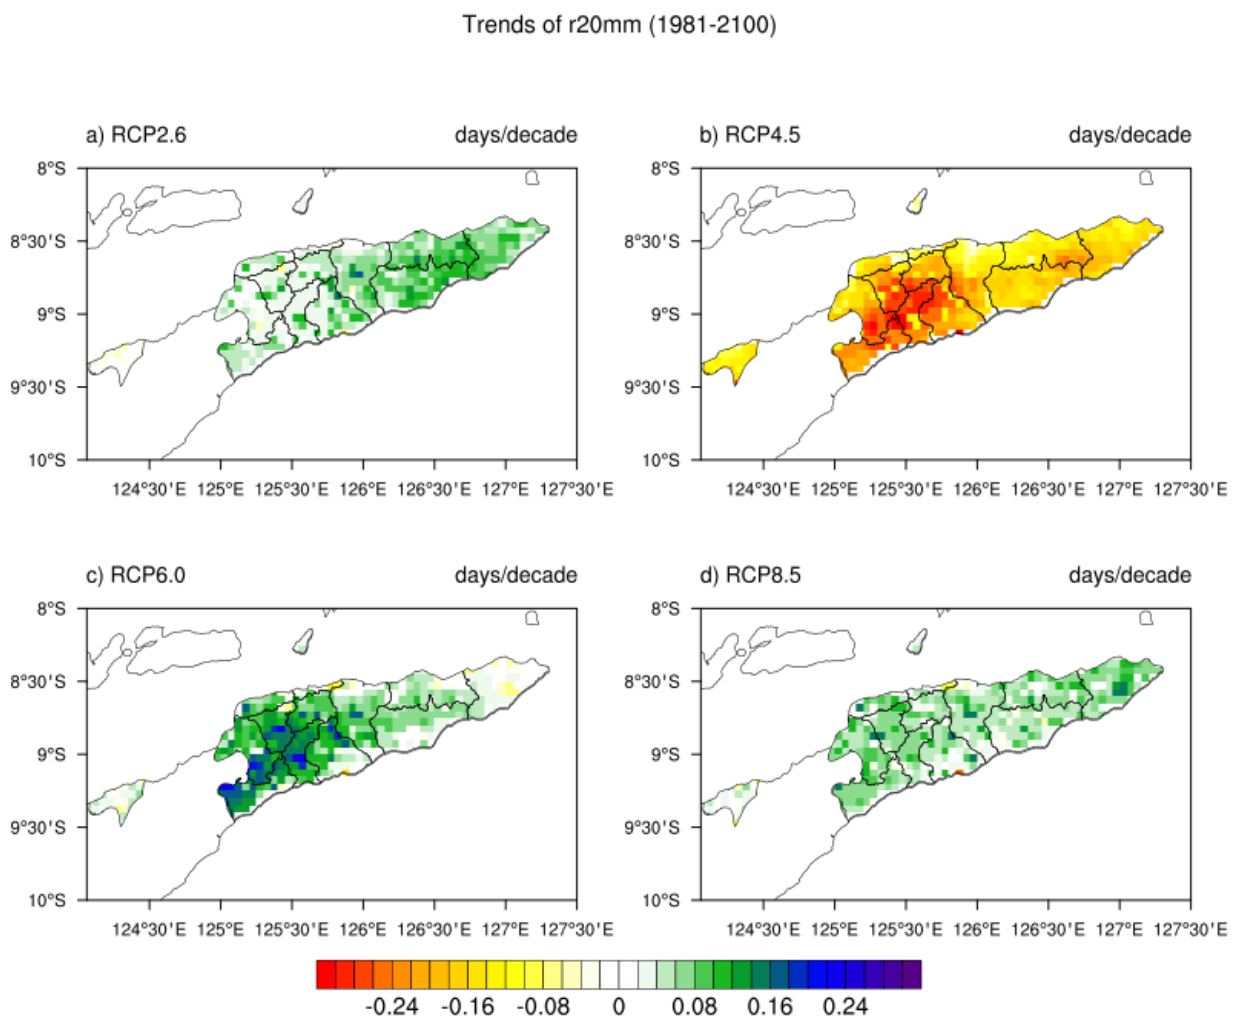 Trends of r20mm (1981-2100)
a) RCP2.6 days/decade
b) RCP4.5 days/decade
8°S
8°30'S
9°S
9°30'S
10°S
124°30'E 125°E 125°30'E 126°E 126°30'E 127°E 127°30'E
8°S
8°30'S
9°S
9°30'S
10°S
124°30'E 125°E 125°30'E 126°E 126°30'E 127°E 127°30'E
c) RCP6.0 days/decade
d) RCP8.5 days/decade
8°S
8°30'S
9°S
9°30'S
10°S
124°30'E 125°E 125°30'E 126°E 126°30'E 127°E 127°30'E
8°S
8°30'S
9°S
9°30'S
10°S
124°30'E 125°E 125°30'E 126°E 126°30'E 127°E 127°30'E
-0.24 -0.16 -0.08 0 0.08 0.16 0.24